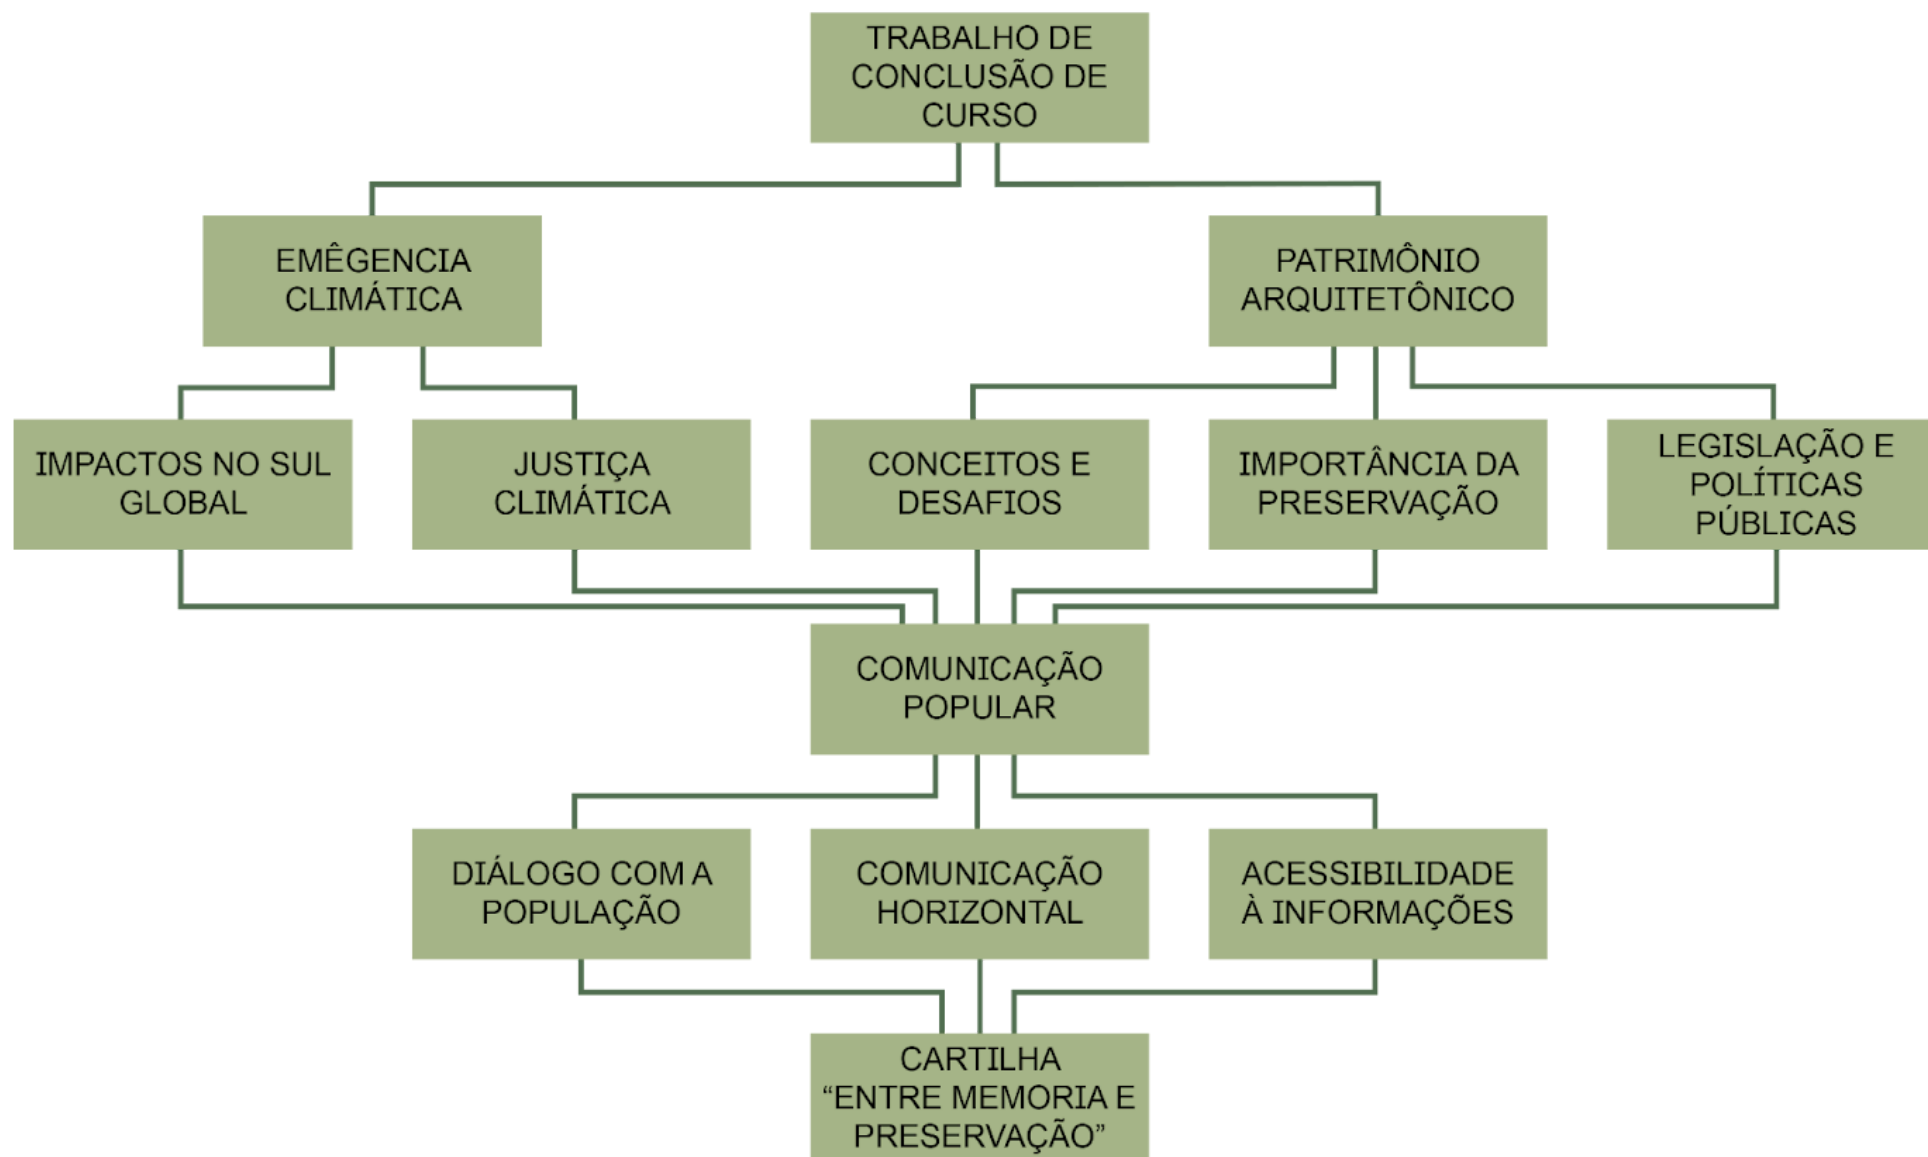 TRABALHO DE
CONCLUSÃO DE
CURSO
EMÊGENCIA
CLIMÁTICA
PATRIMÔNIO
ARQUITETÔNICO
IMPACTOS NO SUL
GLOBAL
JUSTIÇA
CLIMÁTICA
CONCEITOS E
DESAFIOS
IMPORTÂNCIA DA
PRESERVAÇÃO
LEGISLAÇÃO E
POLÍTICAS
PÚBLICAS
COMUNICAÇÃO
POPULAR
DIÁLOGO COM A
POPULAÇÃO
COMUNICAÇÃO
HORIZONTAL
ACESSIBILIDADE
À INFORMAÇÕES
CARTILHA
“ENTRE MEMORIA E
PRESERVAÇÃO”